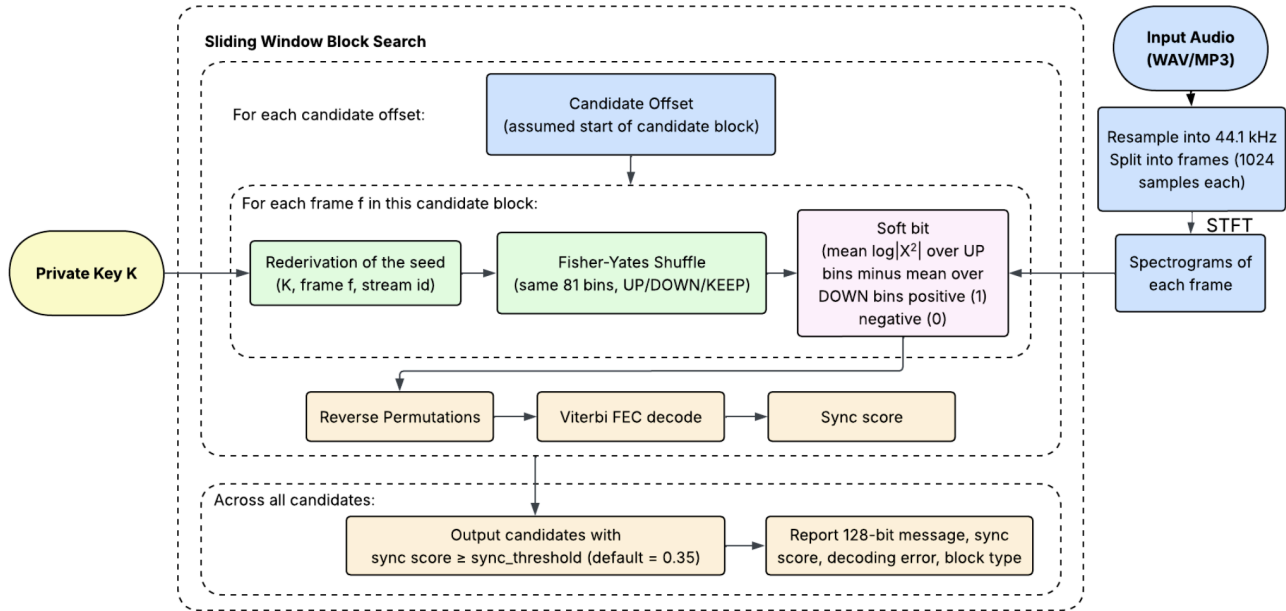 Sliding Window Block Search
Input Audio
(WAV/MP3)
For each candidate offset:
Candidate Offset
(assumed start of candidate block)
Resample into 44.1 kHz
Split into frames (1024
samples each)
STFT
Spectrograms of
each frame
For each frame f in this candidate block:
Private Key K
Rederivation of the seed
(K, frame f, stream id)
Fisher-Yates Shuffle
(same 81 bins, UP/DOWN/KEEP)
Soft bit
(mean log|X²| over UP
bins minus mean over
DOWN bins positive (1)
negative (0)
Reverse Permutations
Viterbi FEC decode
Sync score
Across all candidates:
Output candidates with
sync score ≥ sync_threshold (default = 0.35)
Report 128-bit message, sync
score, decoding error, block type